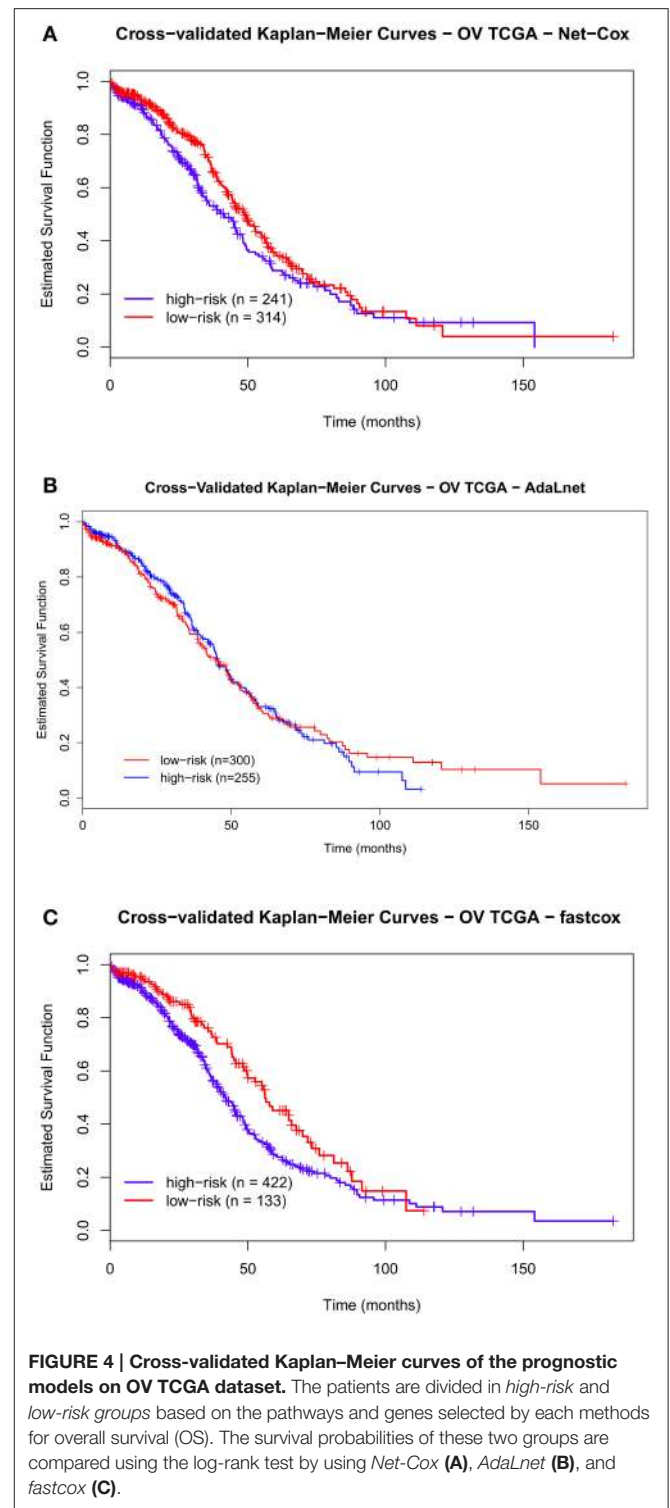 A
Cross-validated Kaplan-Meier Curves - OV TCGA - Net-Cox
Estimated Survival Function
1.0
0.8
0.6
0.4
0.2
0.0
high-risk (n = 241)
low-risk (n = 314)
0 50 100 150
Time (months)
B
Cross-Validated Kaplan-Meier Curves - OV TCGA - AdaLnet
Estimated Survival Function
1.0
0.8
0.6
0.4
0.2
0.0
low-risk (n=300)
high-risk (n=255)
0 50 100 150
Time (months)
C
Cross-validated Kaplan-Meier Curves - OV TCGA - fastcox
Estimated Survival Function
1.0
0.8
0.6
0.4
0.2
0.0
high-risk (n = 422)
low-risk (n = 133)
0 50 100 150
Time (months)
FIGURE 4 | Cross-validated Kaplan–Meier curves of the prognostic
models on OV TCGA dataset. The patients are divided in high-risk and
low-risk groups based on the pathways and genes selected by each methods
for overall survival (OS). The survival probabilities of these two groups are
compared using the log-rank test by using Net-Cox (A), AdaLnet (B), and
fastcox (C).